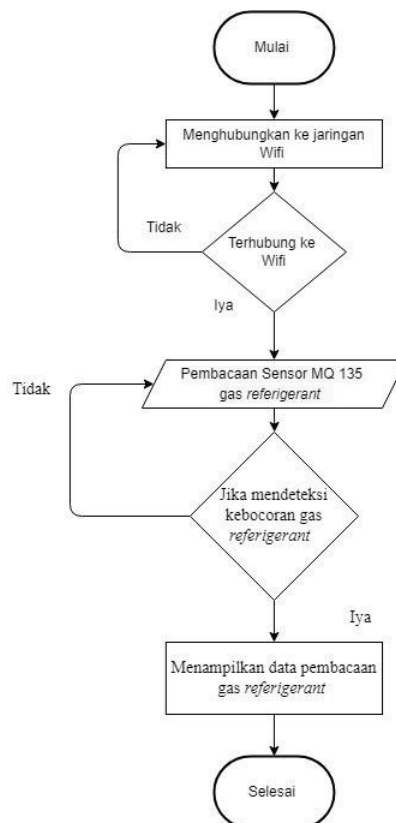 Mulai
Menghubungkan ke jaringan
Wifi
Tidak
Terhubung ke
Wifi
Iya
Tidak
Pembacaan Sensor MQ 135
gas referigerant
Jika mendeteksi
kebocoran gas
referigerant
Iya
Menampilkan data pembacaan
gas referigerant
Selesai